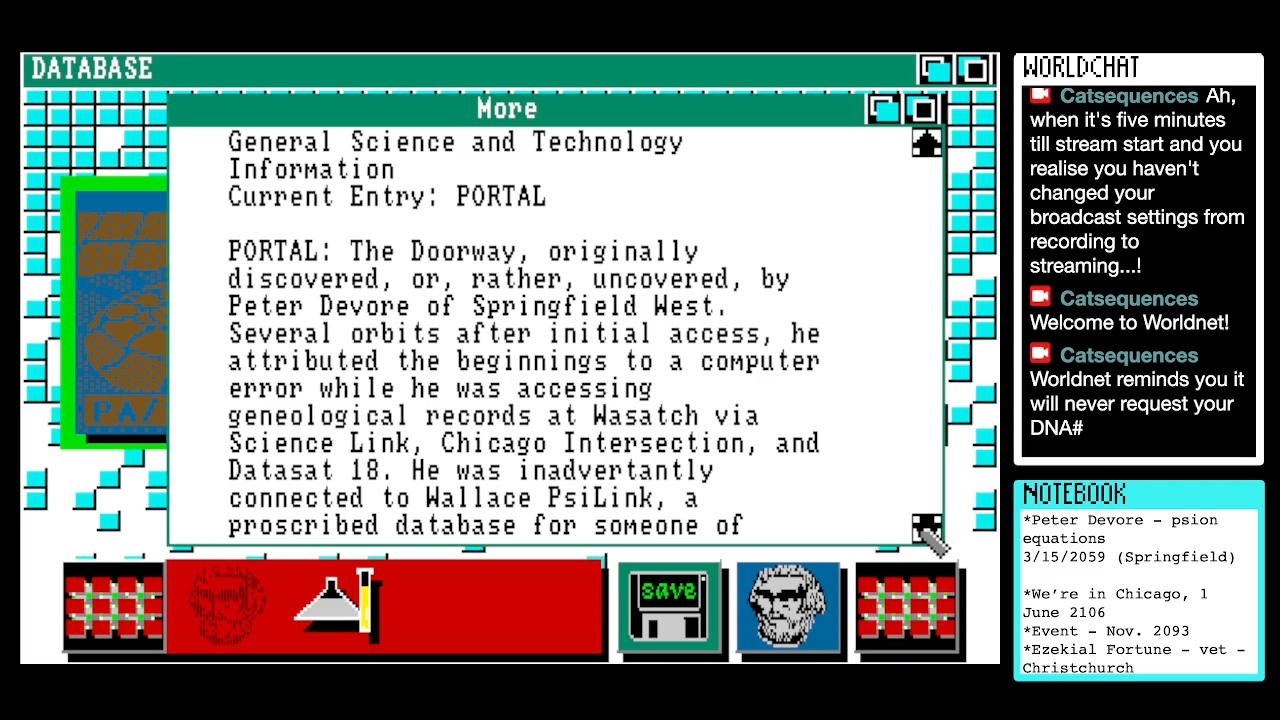 DATABASE
More
General Science and Technology
Information
Current Entry: PORTAL
PORTAL: The Doorway, originally
discovered, or, rather, uncovered, by
Peter Devore of Springfield West.
Several orbits after initial access, he
attributed the beginnings to a computer
error while he was accessing
geneological records at Wasatch via
Science Link, Chicago Intersection, and
Datasat 18. He was inadvertantly
connected to Wallace PsiLink, a
proscribed database for someone of
PA/
save
WORLDCHAT
Catsequences Ah,
when it's five minutes
till stream start and you
realise you haven't
changed your
broadcast settings from
recording to
streaming...!
Catsequences
Welcome to Worldnet!
Catsequences
Worldnet reminds you it
will never request your
DNA#
NOTEBOOK
*Peter Devore - psion
equations
3/15/2059 (Springfield)
*We're in Chicago, 1
June 2106
*Event - Nov. 2093
*Ezekial Fortune - vet -
Christchurch